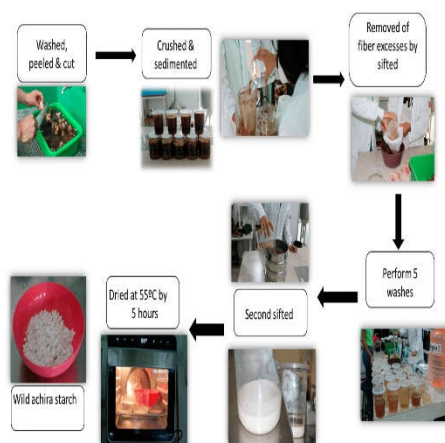 Washed,
peeled & cut
Crushed &
sedimented
Removed of
fiber excesses by
sifted
Perform 5
washes
Second sifted
Dried at 55ºC by
5 hours
Wild achira starch